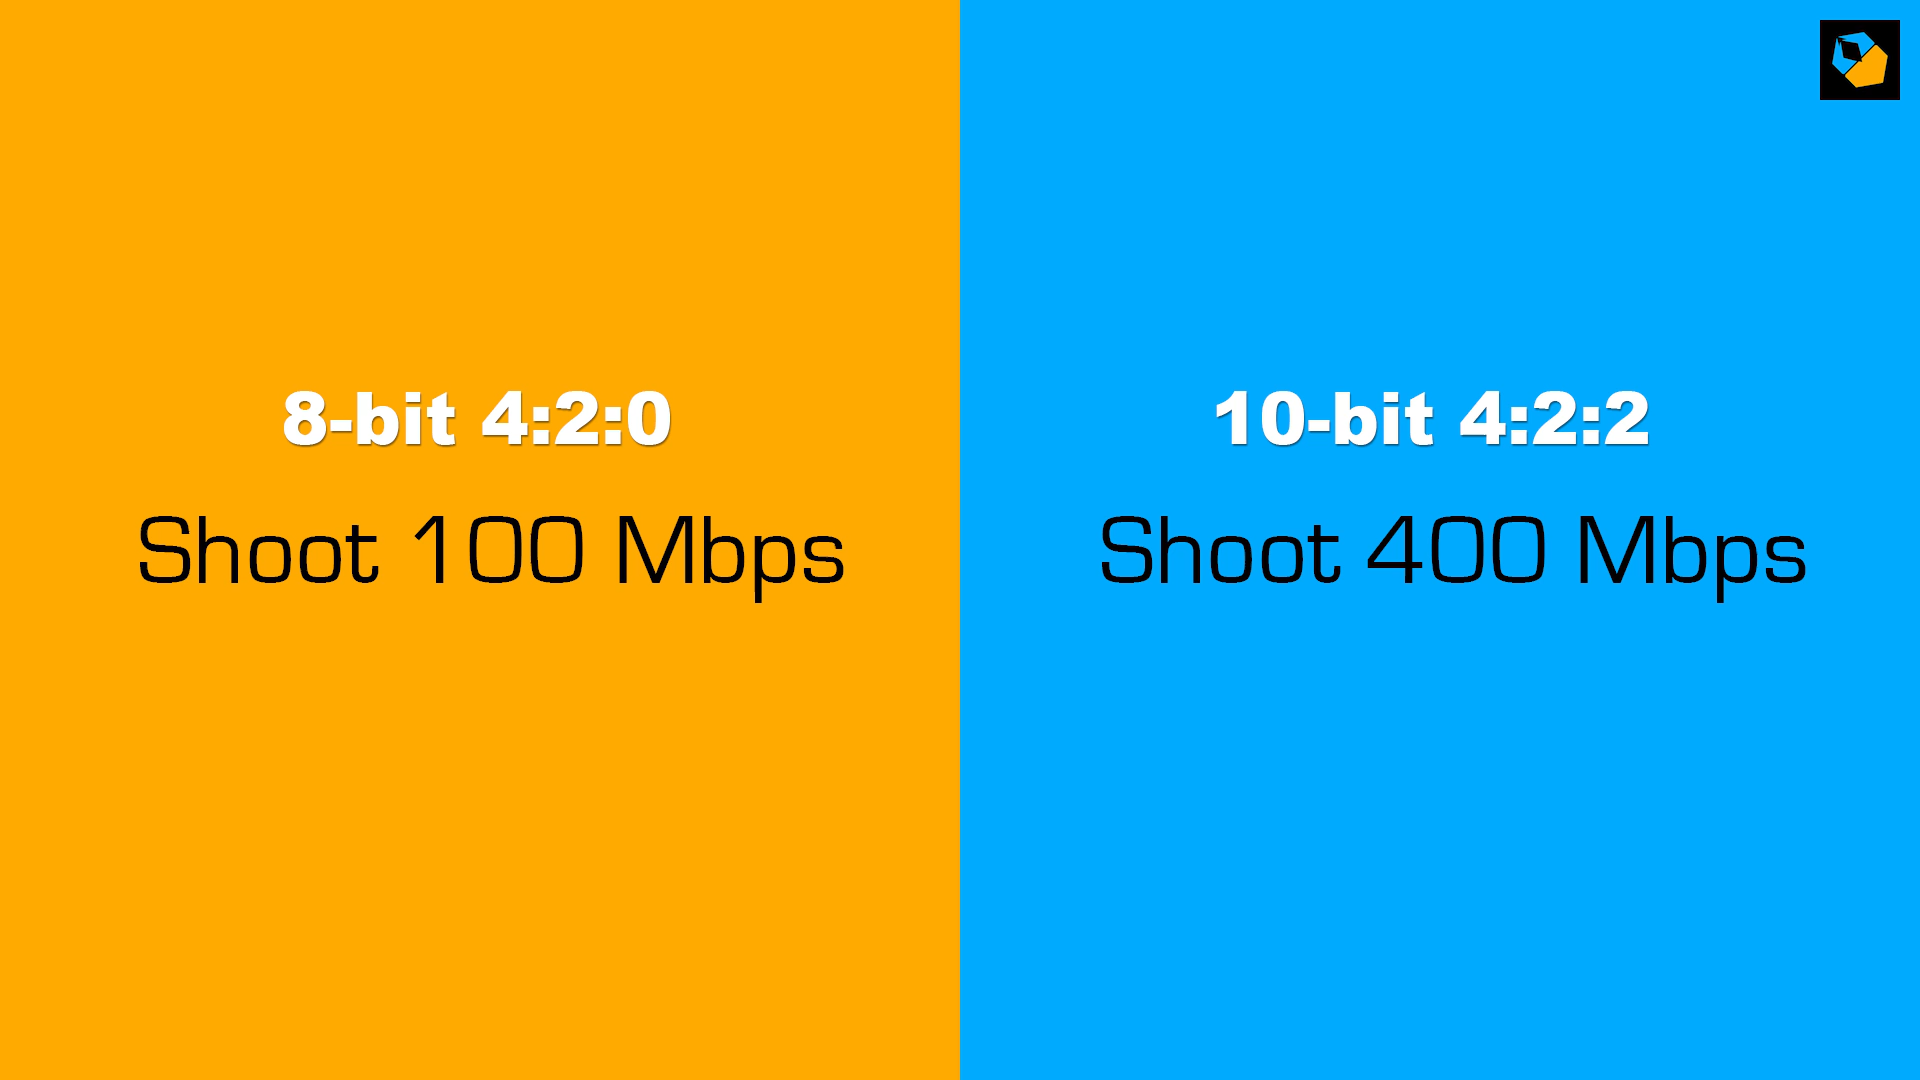 8-bit 4:2:0
Shoot 100 Mbps
10-bit 4:2:2
Shoot 400 Mbps